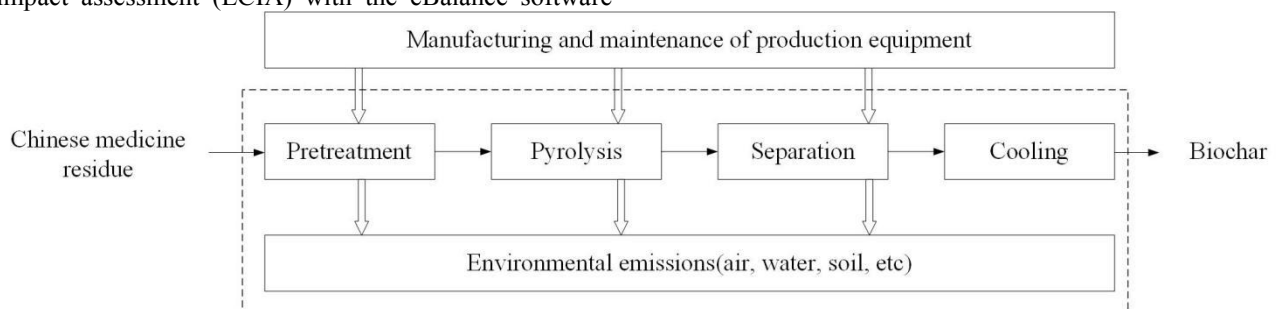 impact assessment (LCIA) with the eBalance software
Manufacturing and maintenance of production equipment
Chinese medicine
residue
Pretreatment
Pyrolysis
Separation
Cooling
Biochar
Environmental emissions(air, water, soil, etc)